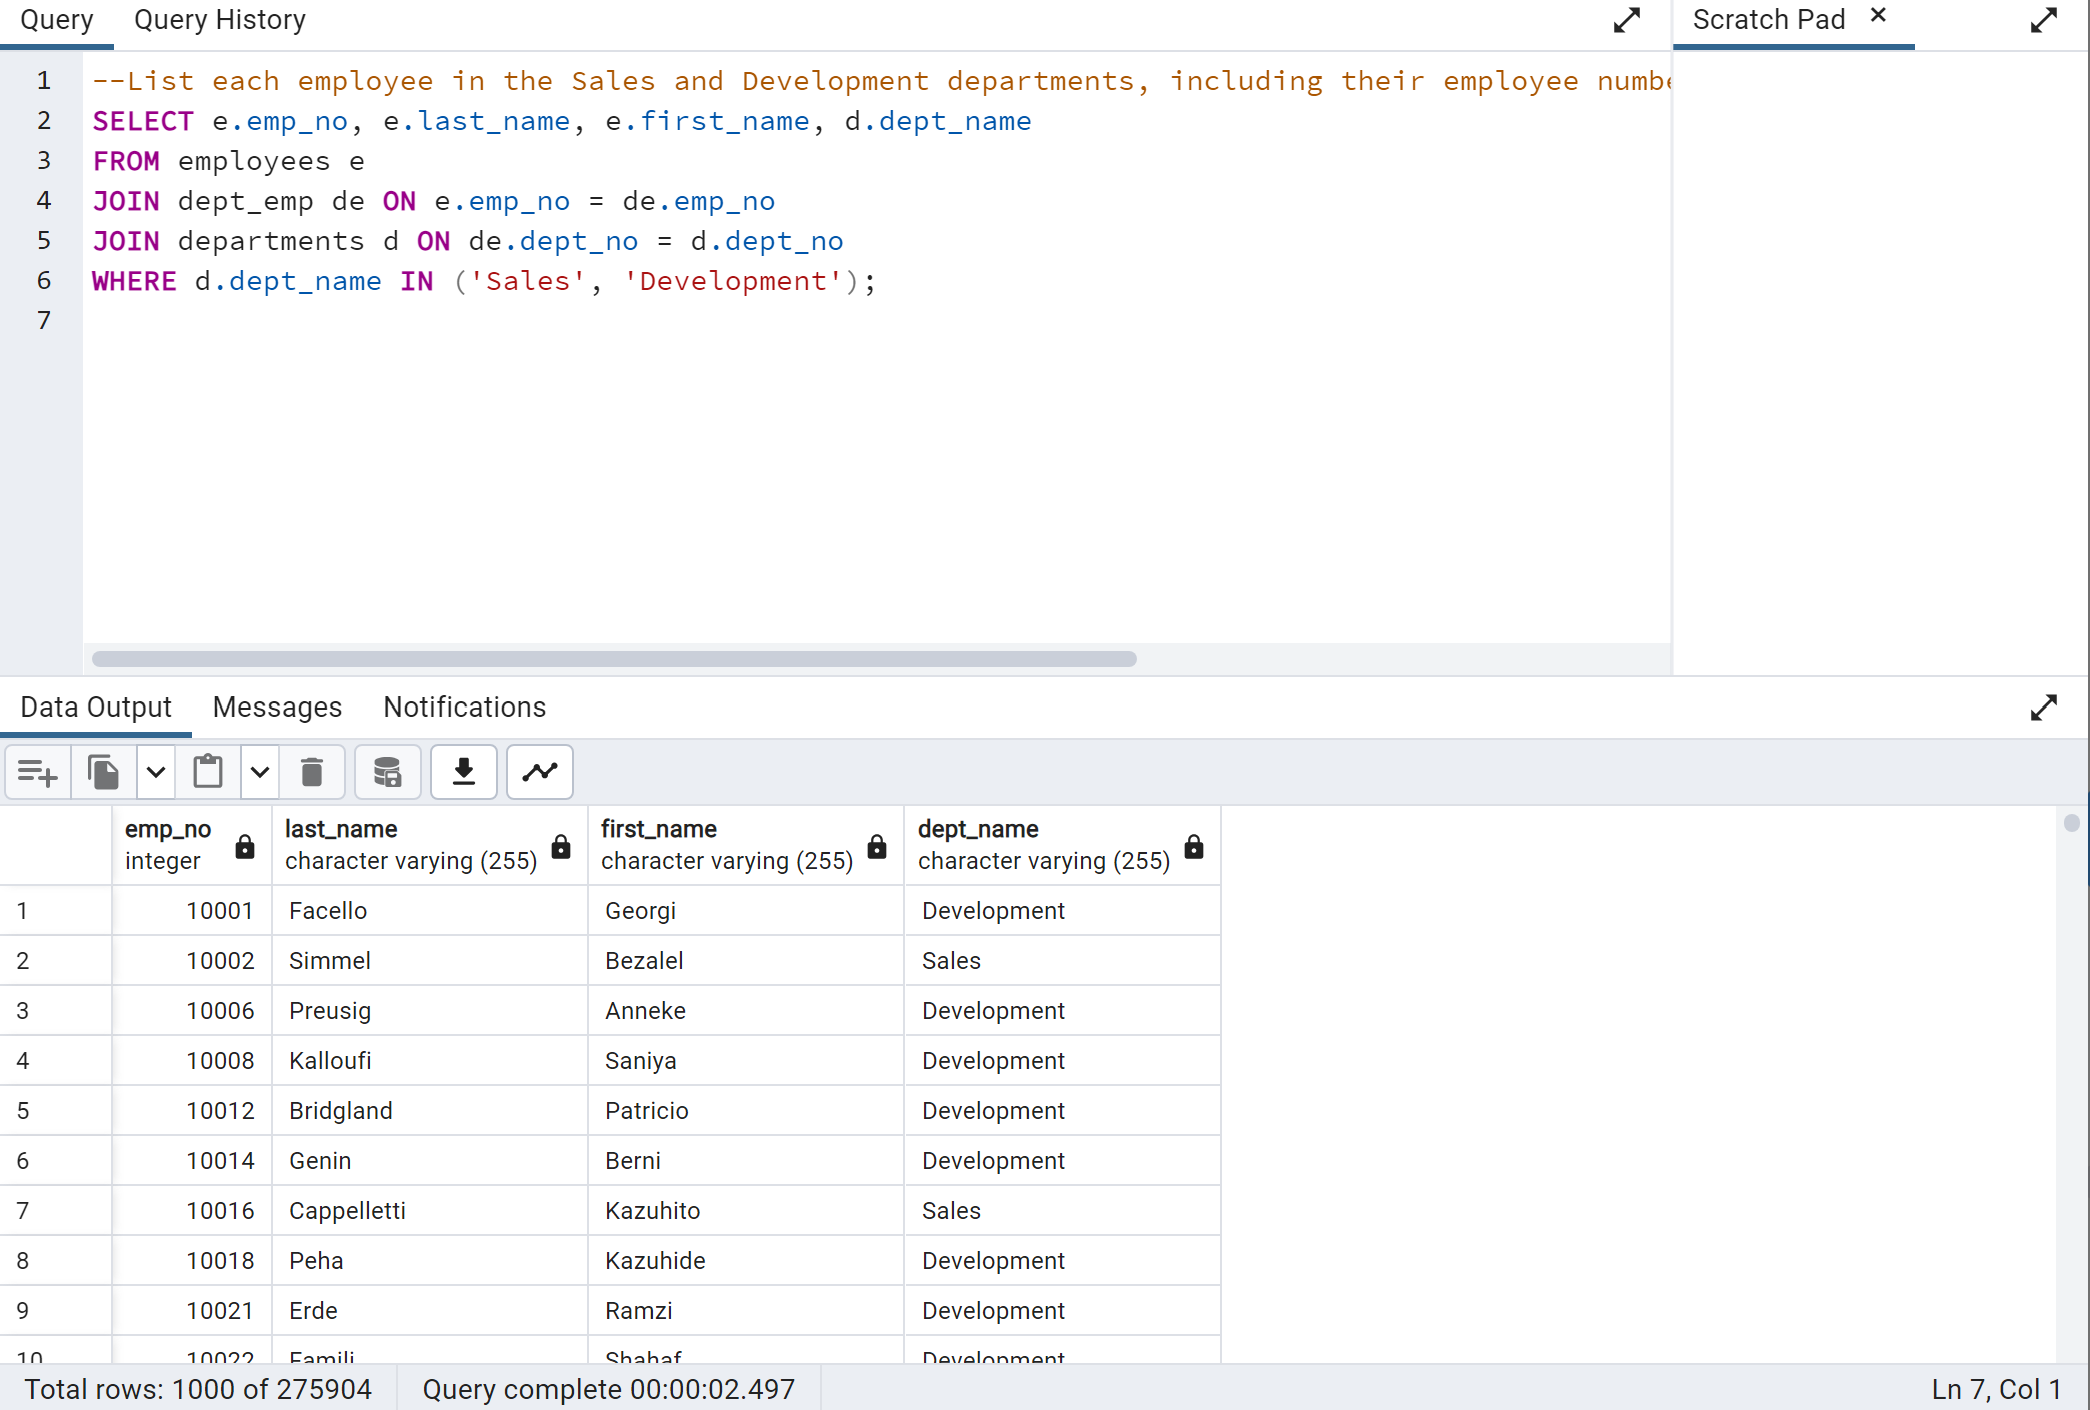 Query Query History Scratch Pad ×
1 --List each employee in the Sales and Development departments, including their employee numbe
2 SELECT e.emp_no, e.last_name, e.first_name, d.dept_name
3 FROM employees e
4 JOIN dept_emp de ON e.emp_no = de.emp_no
5 JOIN departments d ON de.dept_no = d.dept_no
6 WHERE d.dept_name IN ('Sales', 'Development');
7
Data Output Messages Notifications
emp_no last_name first_name dept_name
integer character varying (255) character varying (255) character varying (255)
1 10001 Facello Georgi Development
2 10002 Simmel Bezalel Sales
3 10006 Preusig Anneke Development
4 10008 Kalloufi Saniya Development
5 10012 Bridgland Patricio Development
6 10014 Genin Berni Development
7 10016 Cappelletti Kazuhito Sales
8 10018 Peha Kazuhide Development
9 10021 Erde Ramzi Development
10 10022 Famili Shahaf Development
Total rows: 1000 of 275904 Query complete 00:00:02.497 Ln 7, Col 1